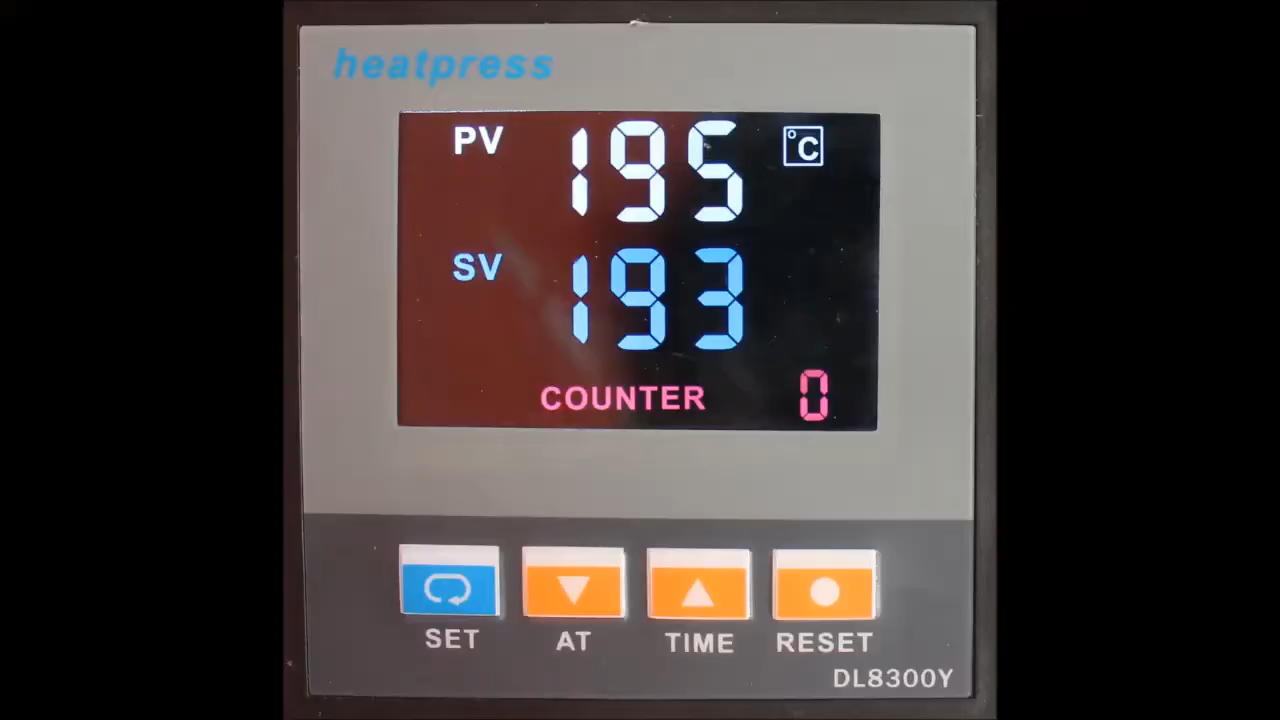 heatpress
PV 195 °C
SV 193
COUNTER 0
SET AT TIME RESET
DL8300Y